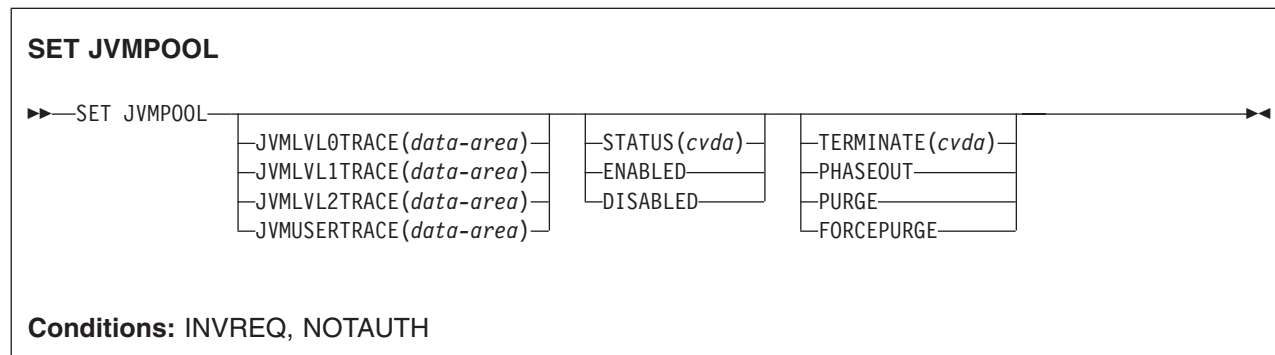 SET JVMPOOL
SET JVMPOOL
JVMLVL0TRACE(data-area) STATUS(cvda) TERMINATE(cvda)
JVMLVL1TRACE(data-area) ENABLED PHASEOUT
JVMLVL2TRACE(data-area) DISABLED PURGE
JVMUSERTRACE(data-area) FORCEPURGE
Conditions: INVREQ, NOTAUTH